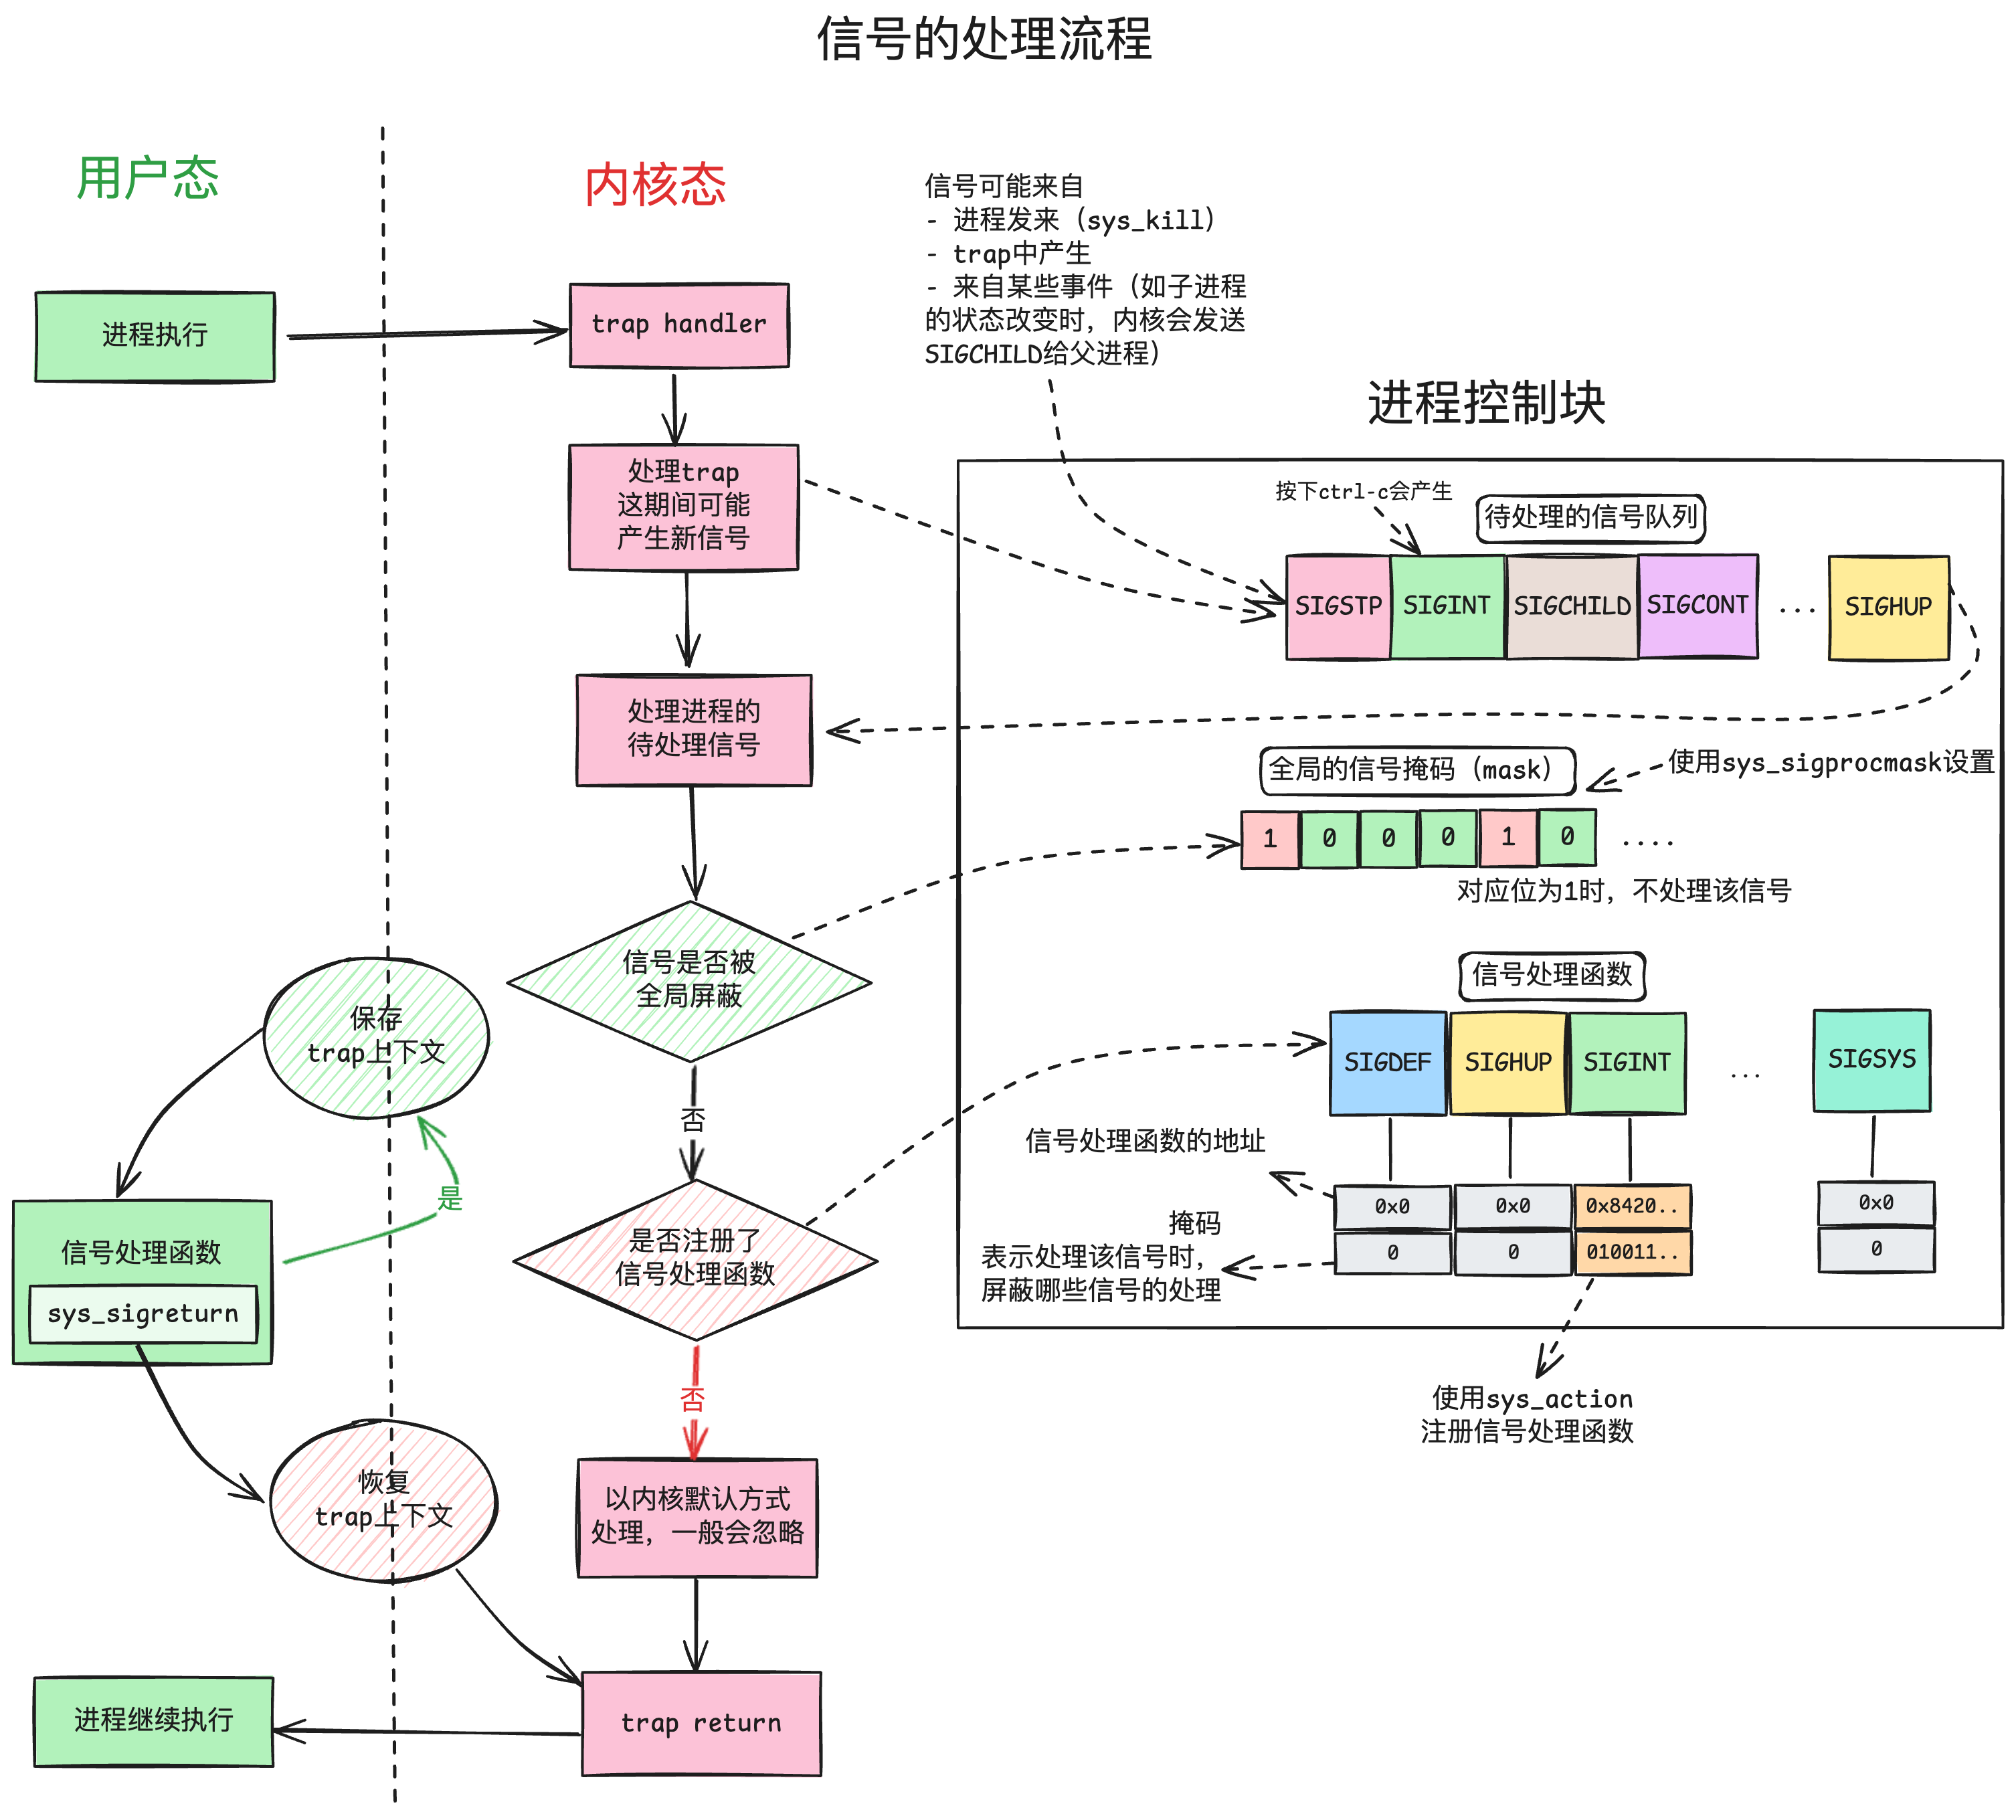 信号的处理流程
用户态
内核态
信号可能来自
- 进程发来（sys_kill）
- trap中产生
- 来自某些事件（如子进程
的状态改变时，内核会发送
SIGCHILD给父进程）
进程执行
trap handler
处理trap
这期间可能
产生新信号
处理进程的
待处理信号
信号是否被
全局屏蔽
否
是否注册了
信号处理函数
否
以内核默认方式
处理，一般会忽略
trap return
保存
trap上下文
是
信号处理函数
sys_sigreturn
恢复
trap上下文
进程继续执行
进程控制块
按下ctrl-c会产生
待处理的信号队列
SIGSTP SIGINT SIGCHILD SIGCONT ... SIGHUP
全局的信号掩码（mask）
使用sys_sigprocmask设置
1 0 0 0 1 0 ....
对应位为1时，不处理该信号
信号处理函数
SIGDEF SIGHUP SIGINT ... SIGSYS
信号处理函数的地址
0x0 0x0 0x8420.. 0x0
掩码
表示处理该信号时，
屏蔽哪些信号的处理
0 0 010011.. 0
使用sys_action
注册信号处理函数